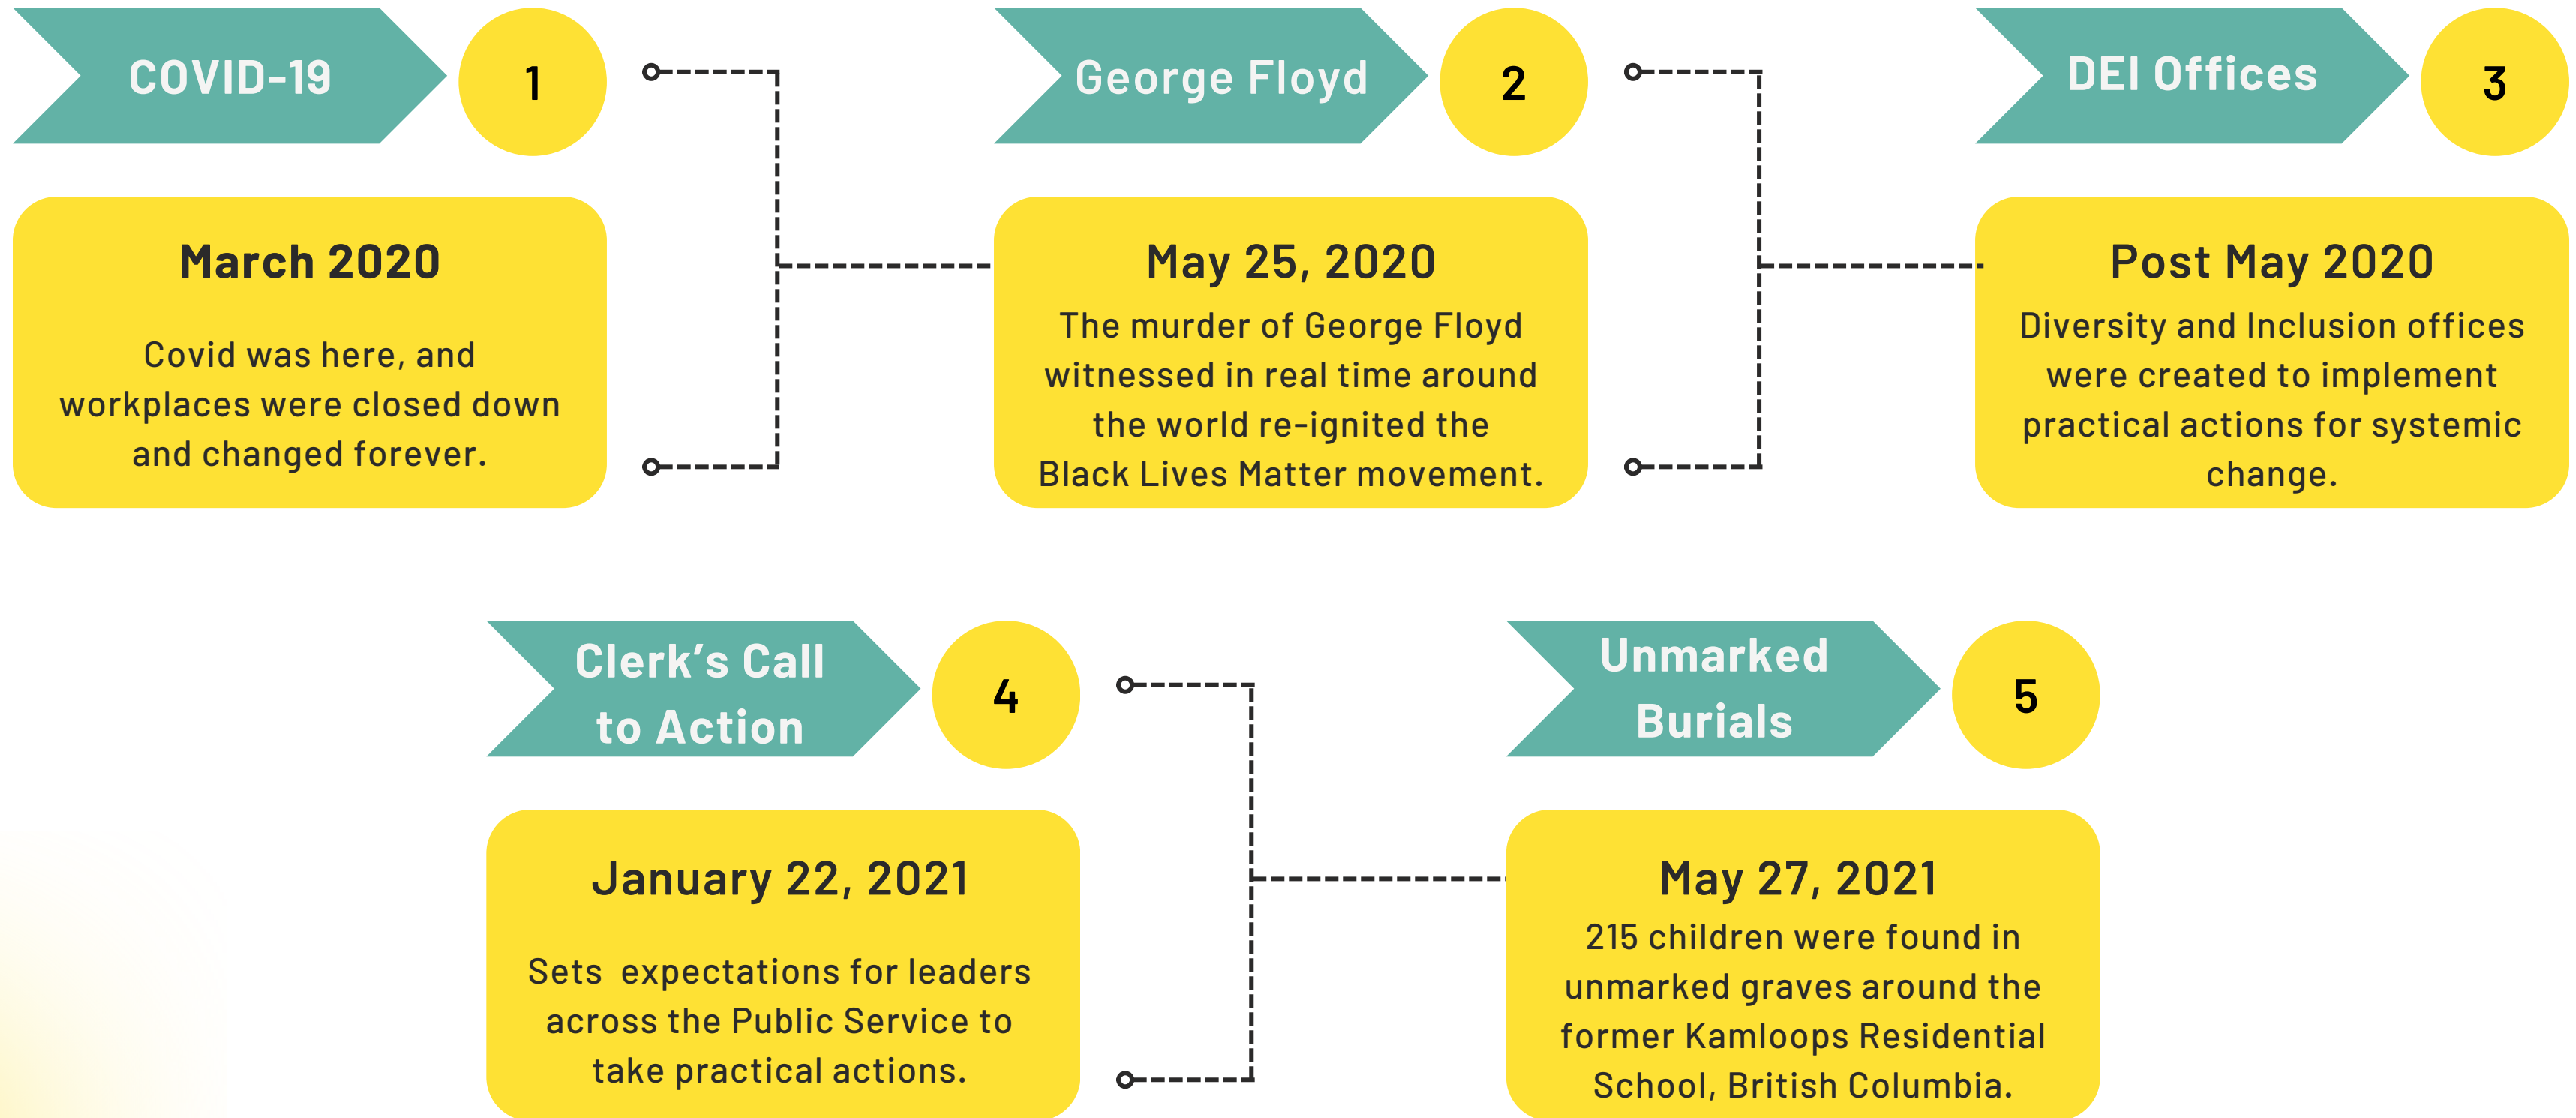 COVID-19
1
March 2020
Covid was here, and
workplaces were closed down
and changed forever.
George Floyd
2
May 25, 2020
The murder of George Floyd
witnessed in real time around
the world re-ignited the
Black Lives Matter movement.
DEI Offices
3
Post May 2020
Diversity and Inclusion offices
were created to implement
practical actions for systemic
change.
Clerk’s Call
to Action
4
January 22, 2021
Sets  expectations for leaders
across the Public Service to
take practical actions.
Unmarked
Burials
5
May 27, 2021
215 children were found in
unmarked graves around the
former Kamloops Residential
School, British Columbia.